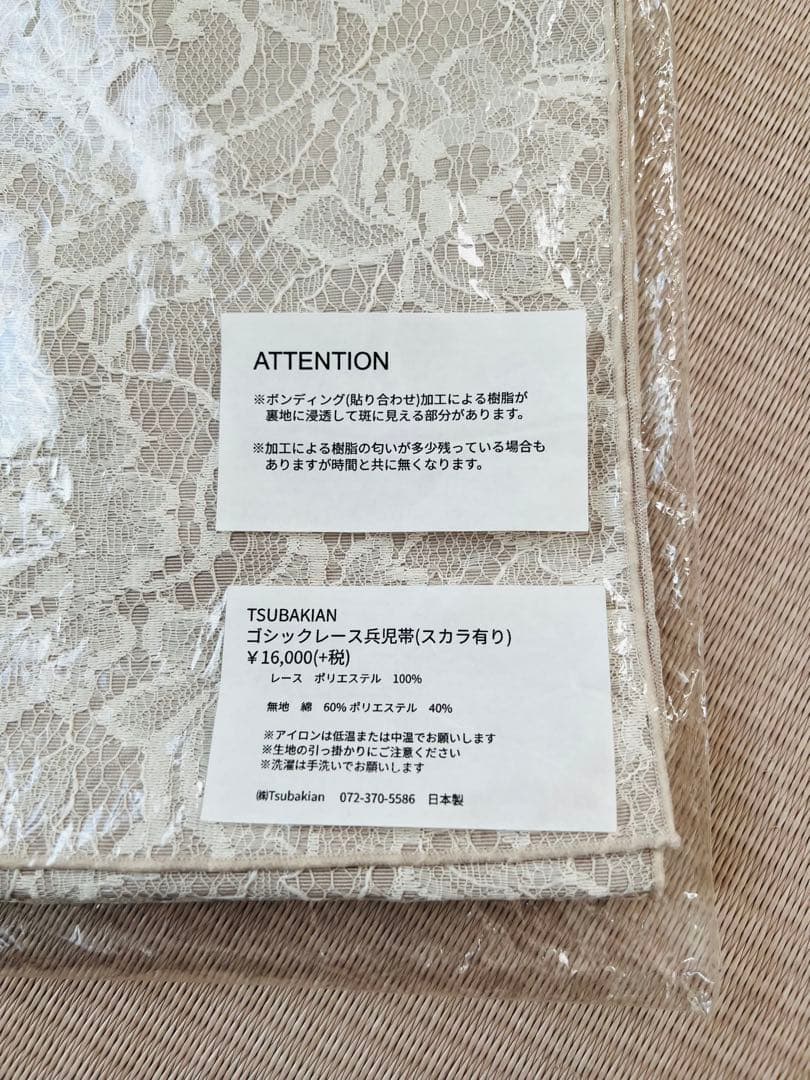 ATTENTION
※ボンディング(貼り合わせ)加工による樹脂が
裏地に浸透して斑に見える部分があります。
※加工による樹脂の匂いが多少残っている場合も
ありますが時間と共に無くなります。
TSUBAKIAN
ゴシックレース兵児帯(スカラ有り)
￥16,000(+税)
レース　ポリエステル　100%
無地　綿　60% ポリエステル　40%
※アイロンは低温または中温でお願いします
※生地の引っ掛かりにご注意ください
※洗濯は手洗いでお願いします
㈱Tsubakian　072-370-5586　日本製